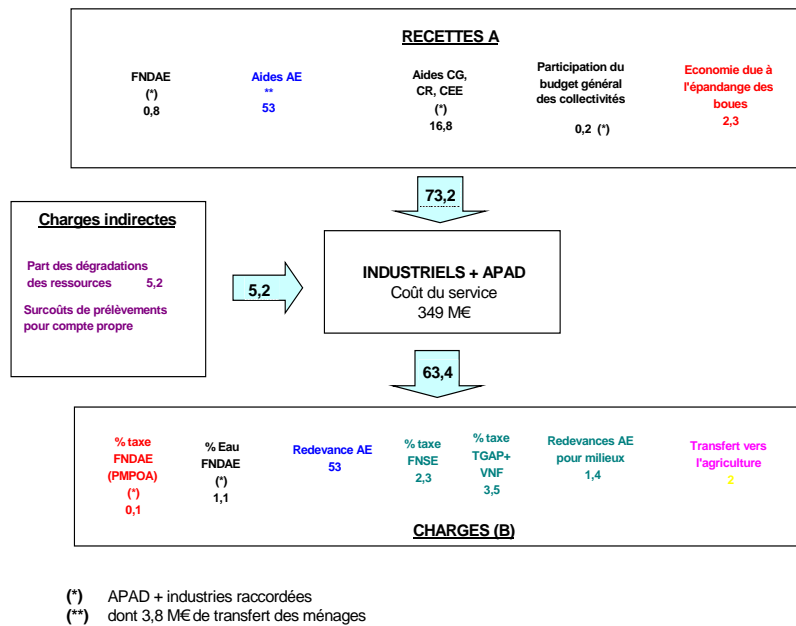 RECETTES A
FNDAE
(*)
0,8
Aides AE
**
53
Aides CG,
CR, CEE
(*)
16,8
Participation du
budget général
des collectivités
0,2 (*)
Economie due à
l'épandange des
boues
2,3
73,2
Charges indirectes
Part des dégradations
des ressources 5,2
Surcoûts de prélèvements
pour compte propre
5,2
INDUSTRIELS + APAD
Coût du service
349 M€
63,4
% taxe
FNDAE
(PMPOA)
(*)
0,1
% Eau
FNDAE
(*)
1,1
Redevance AE
53
% taxe
FNSE
2,3
% taxe
TGAP+
VNF
3,5
Redevances AE
pour milieux
1,4
Transfert vers
l'agriculture
2
CHARGES (B)
(*) APAD + industries raccordées
(**) dont 3,8 M€ de transfert des ménages